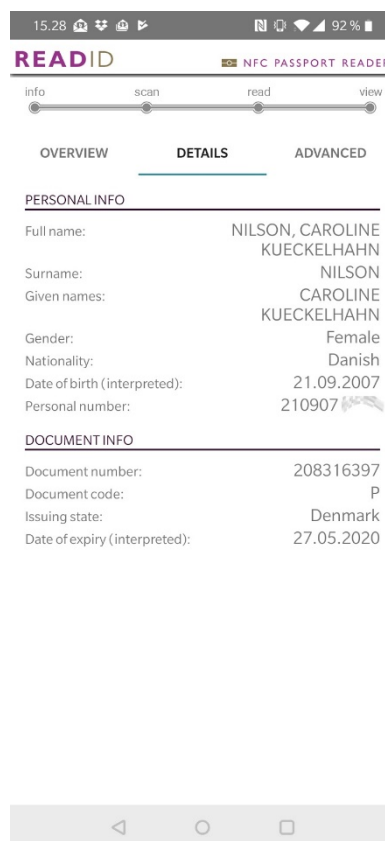 15.28 92 %
READID NFC PASSPORT READER
info scan read view
OVERVIEW DETAILS ADVANCED
PERSONAL INFO
Full name: NILSON, CAROLINE
KUECKELHAHN
Surname: NILSON
Given names: CAROLINE
KUECKELHAHN
Gender: Female
Nationality: Danish
Date of birth (interpreted): 21.09.2007
Personal number: 210907
DOCUMENT INFO
Document number: 208316397
Document code: P
Issuing state: Denmark
Date of expiry (interpreted): 27.05.2020